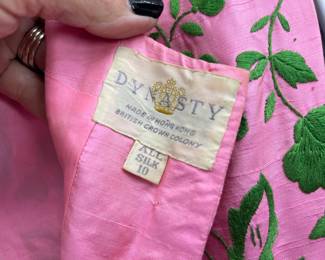 DYNASTY
MADE IN HONG KONG
BRITISH CROWN COLONY
ALL
SILK
10